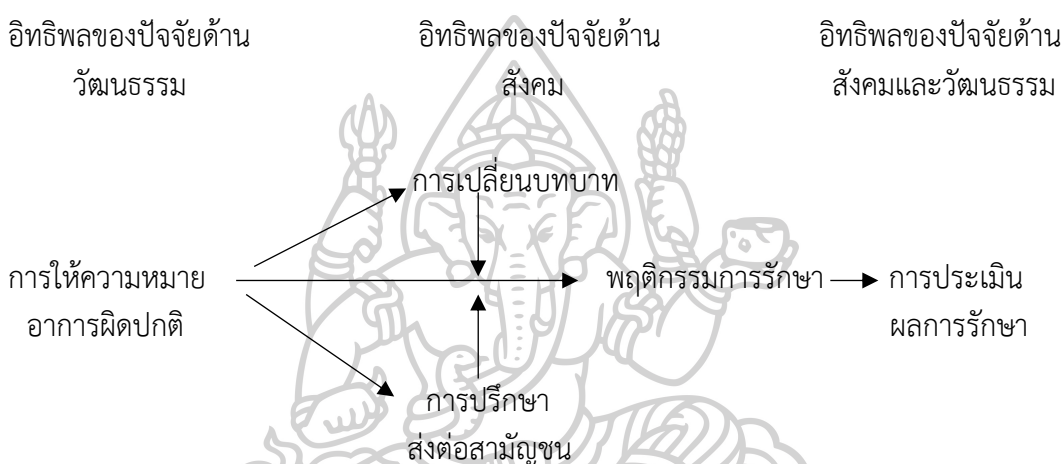 อิทธิพลของปัจจัยด้าน
วัฒนธรรม
อิทธิพลของปัจจัยด้าน
สังคม
อิทธิพลของปัจจัยด้าน
สังคมและวัฒนธรรม
การเปลี่ยนบทบาท
การให้ความหมาย
อาการผิดปกติ
พฤติกรรมการรักษา
การประเมิน
ผลการรักษา
การปรึกษา
ส่งต่อสามัญชน